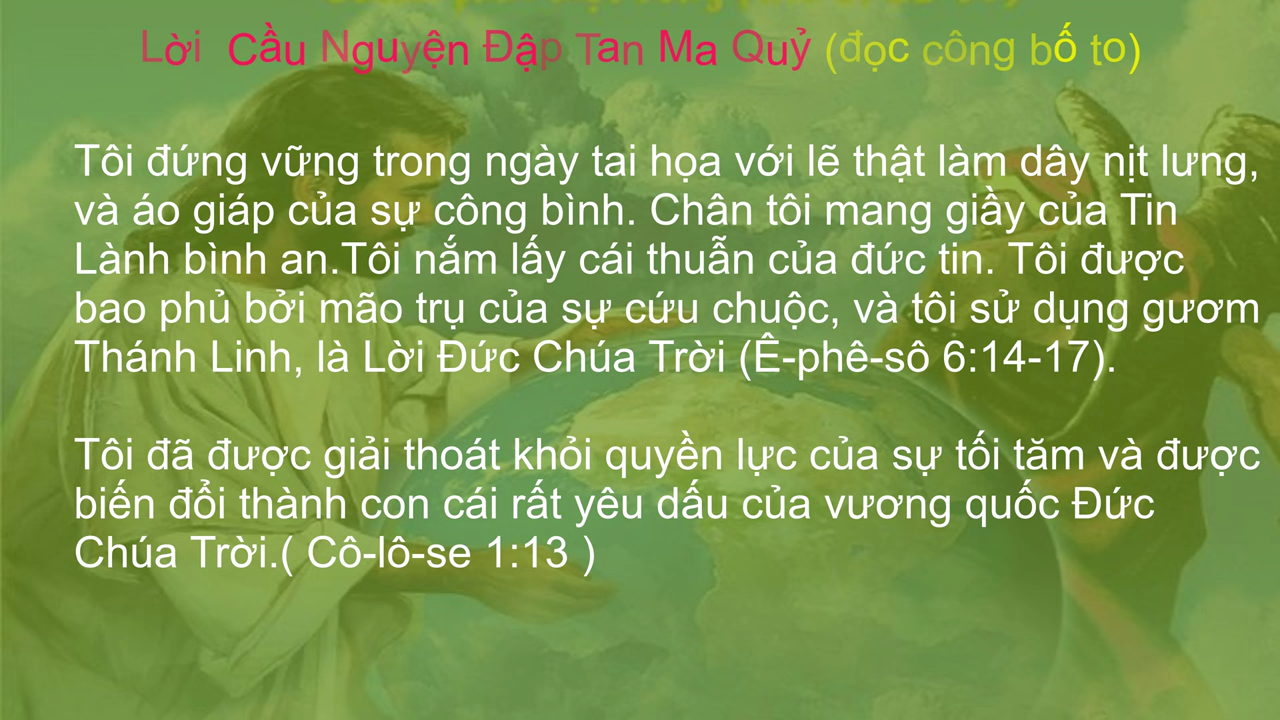 Lời Cầu Nguyện Đập Tan Ma Quỷ (đọc công bố to)
Tôi đứng vững trong ngày tai họa với lẽ thật làm dây nịt lưng,
và áo giáp của sự công bình. Chân tôi mang giầy của Tin
Lành bình an.Tôi nắm lấy cái thuẫn của đức tin. Tôi được
bao phủ bởi mão trụ của sự cứu chuộc, và tôi sử dụng gươm
Thánh Linh, là Lời Đức Chúa Trời (Ê-phê-sô 6:14-17).
Tôi đã được giải thoát khỏi quyền lực của sự tối tăm và được
biến đổi thành con cái rất yêu dấu của vương quốc Đức
Chúa Trời.( Cô-lô-se 1:13 )